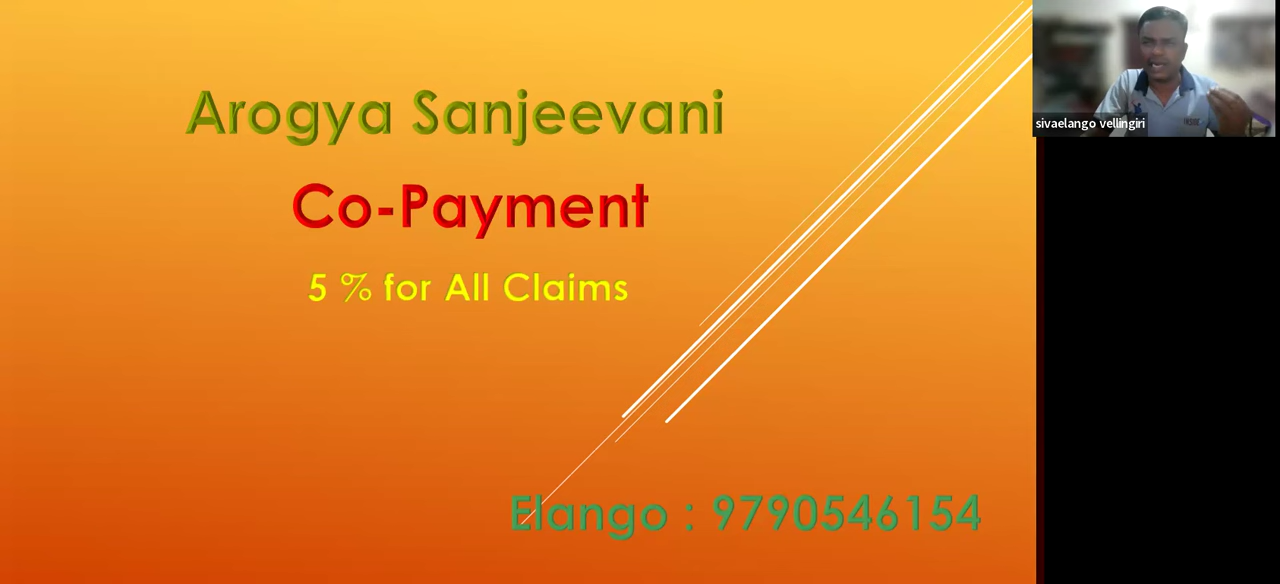 Arogya Sanjeevani
Co-Payment
5 % for All Claims
Elango : 9790546154
sivaelango vellingiri